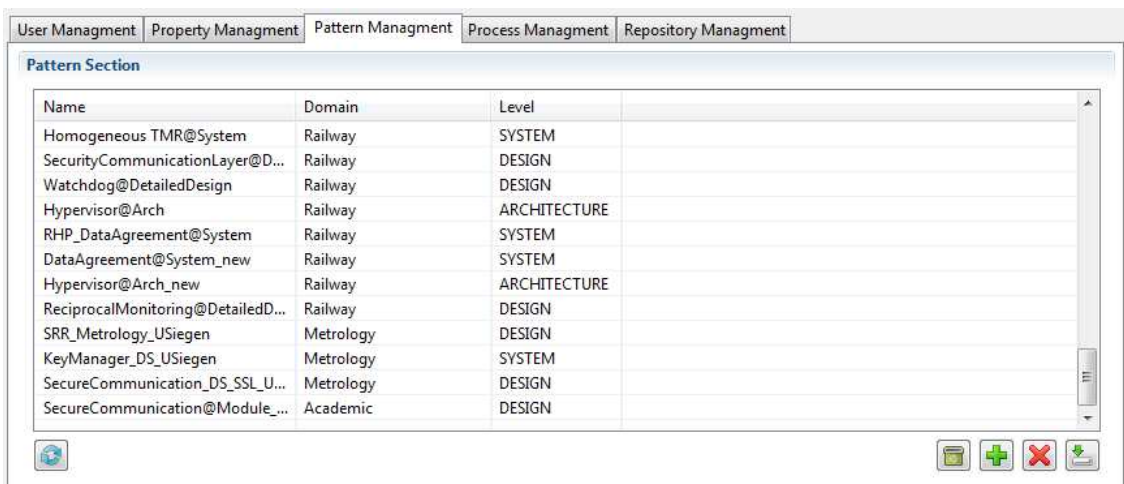 User Managment Property Managment Pattern Managment Process Managment Repository Managment
Pattern Section
Name Domain Level
Homogeneous TMR@System Railway SYSTEM
SecurityCommunicationLayer@D... Railway DESIGN
Watchdog@DetailedDesign Railway DESIGN
Hypervisor@Arch Railway ARCHITECTURE
RHP_DataAgreement@System Railway SYSTEM
DataAgreement@System_new Railway SYSTEM
Hypervisor@Arch_new Railway ARCHITECTURE
ReciprocalMonitoring@DetailedD... Railway DESIGN
SRR_Metrology_USiegen Metrology DESIGN
KeyManager_DS_USiegen Metrology SYSTEM
SecureCommunication_DS_SSL_U... Metrology DESIGN
SecureCommunication@Module_... Academic DESIGN